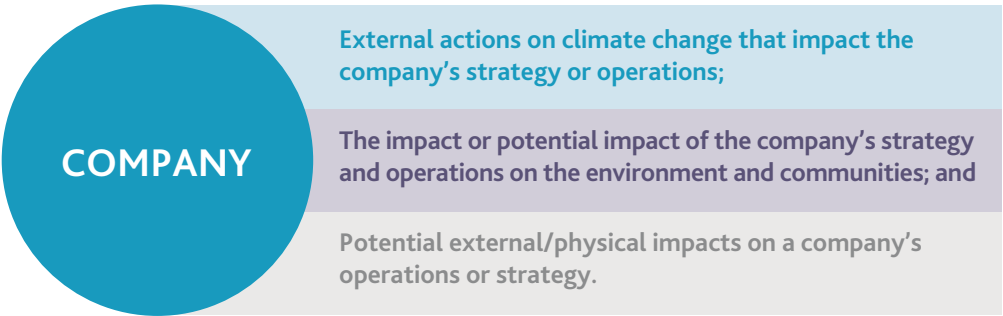 COMPANY
External actions on climate change that impact the
company’s strategy or operations;
The impact or potential impact of the company’s strategy
and operations on the environment and communities; and
Potential external/physical impacts on a company’s
operations or strategy.